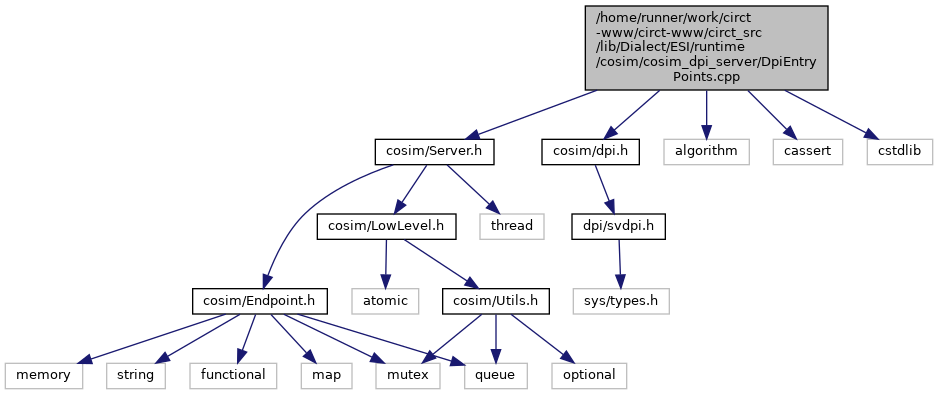 /home/runner/work/circt
-www/circt-www/circt_src
/lib/Dialect/ESI/runtime
/cosim/cosim_dpi_server/DpiEntry
Points.cpp
cosim/Server.h
cosim/dpi.h
algorithm
cassert
cstdlib
cosim/LowLevel.h
thread
dpi/svdpi.h
cosim/Endpoint.h
atomic
cosim/Utils.h
sys/types.h
memory
string
functional
map
mutex
queue
optional